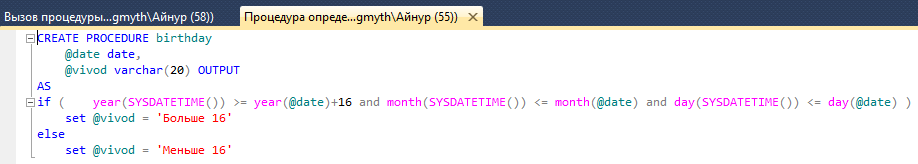 Вызов процедуры...gmyth\Айнур (58)) Процедура опреде...gmyth\Айнур (55)) ×
CREATE PROCEDURE birthday
@date date,
@vivod varchar(20) OUTPUT
AS
if ( year(SYSDATETIME()) >= year(@date)+16 and month(SYSDATETIME()) <= month(@date) and day(SYSDATETIME()) <= day(@date) )
set @vivod = 'Больше 16'
else
set @vivod = 'Меньше 16'